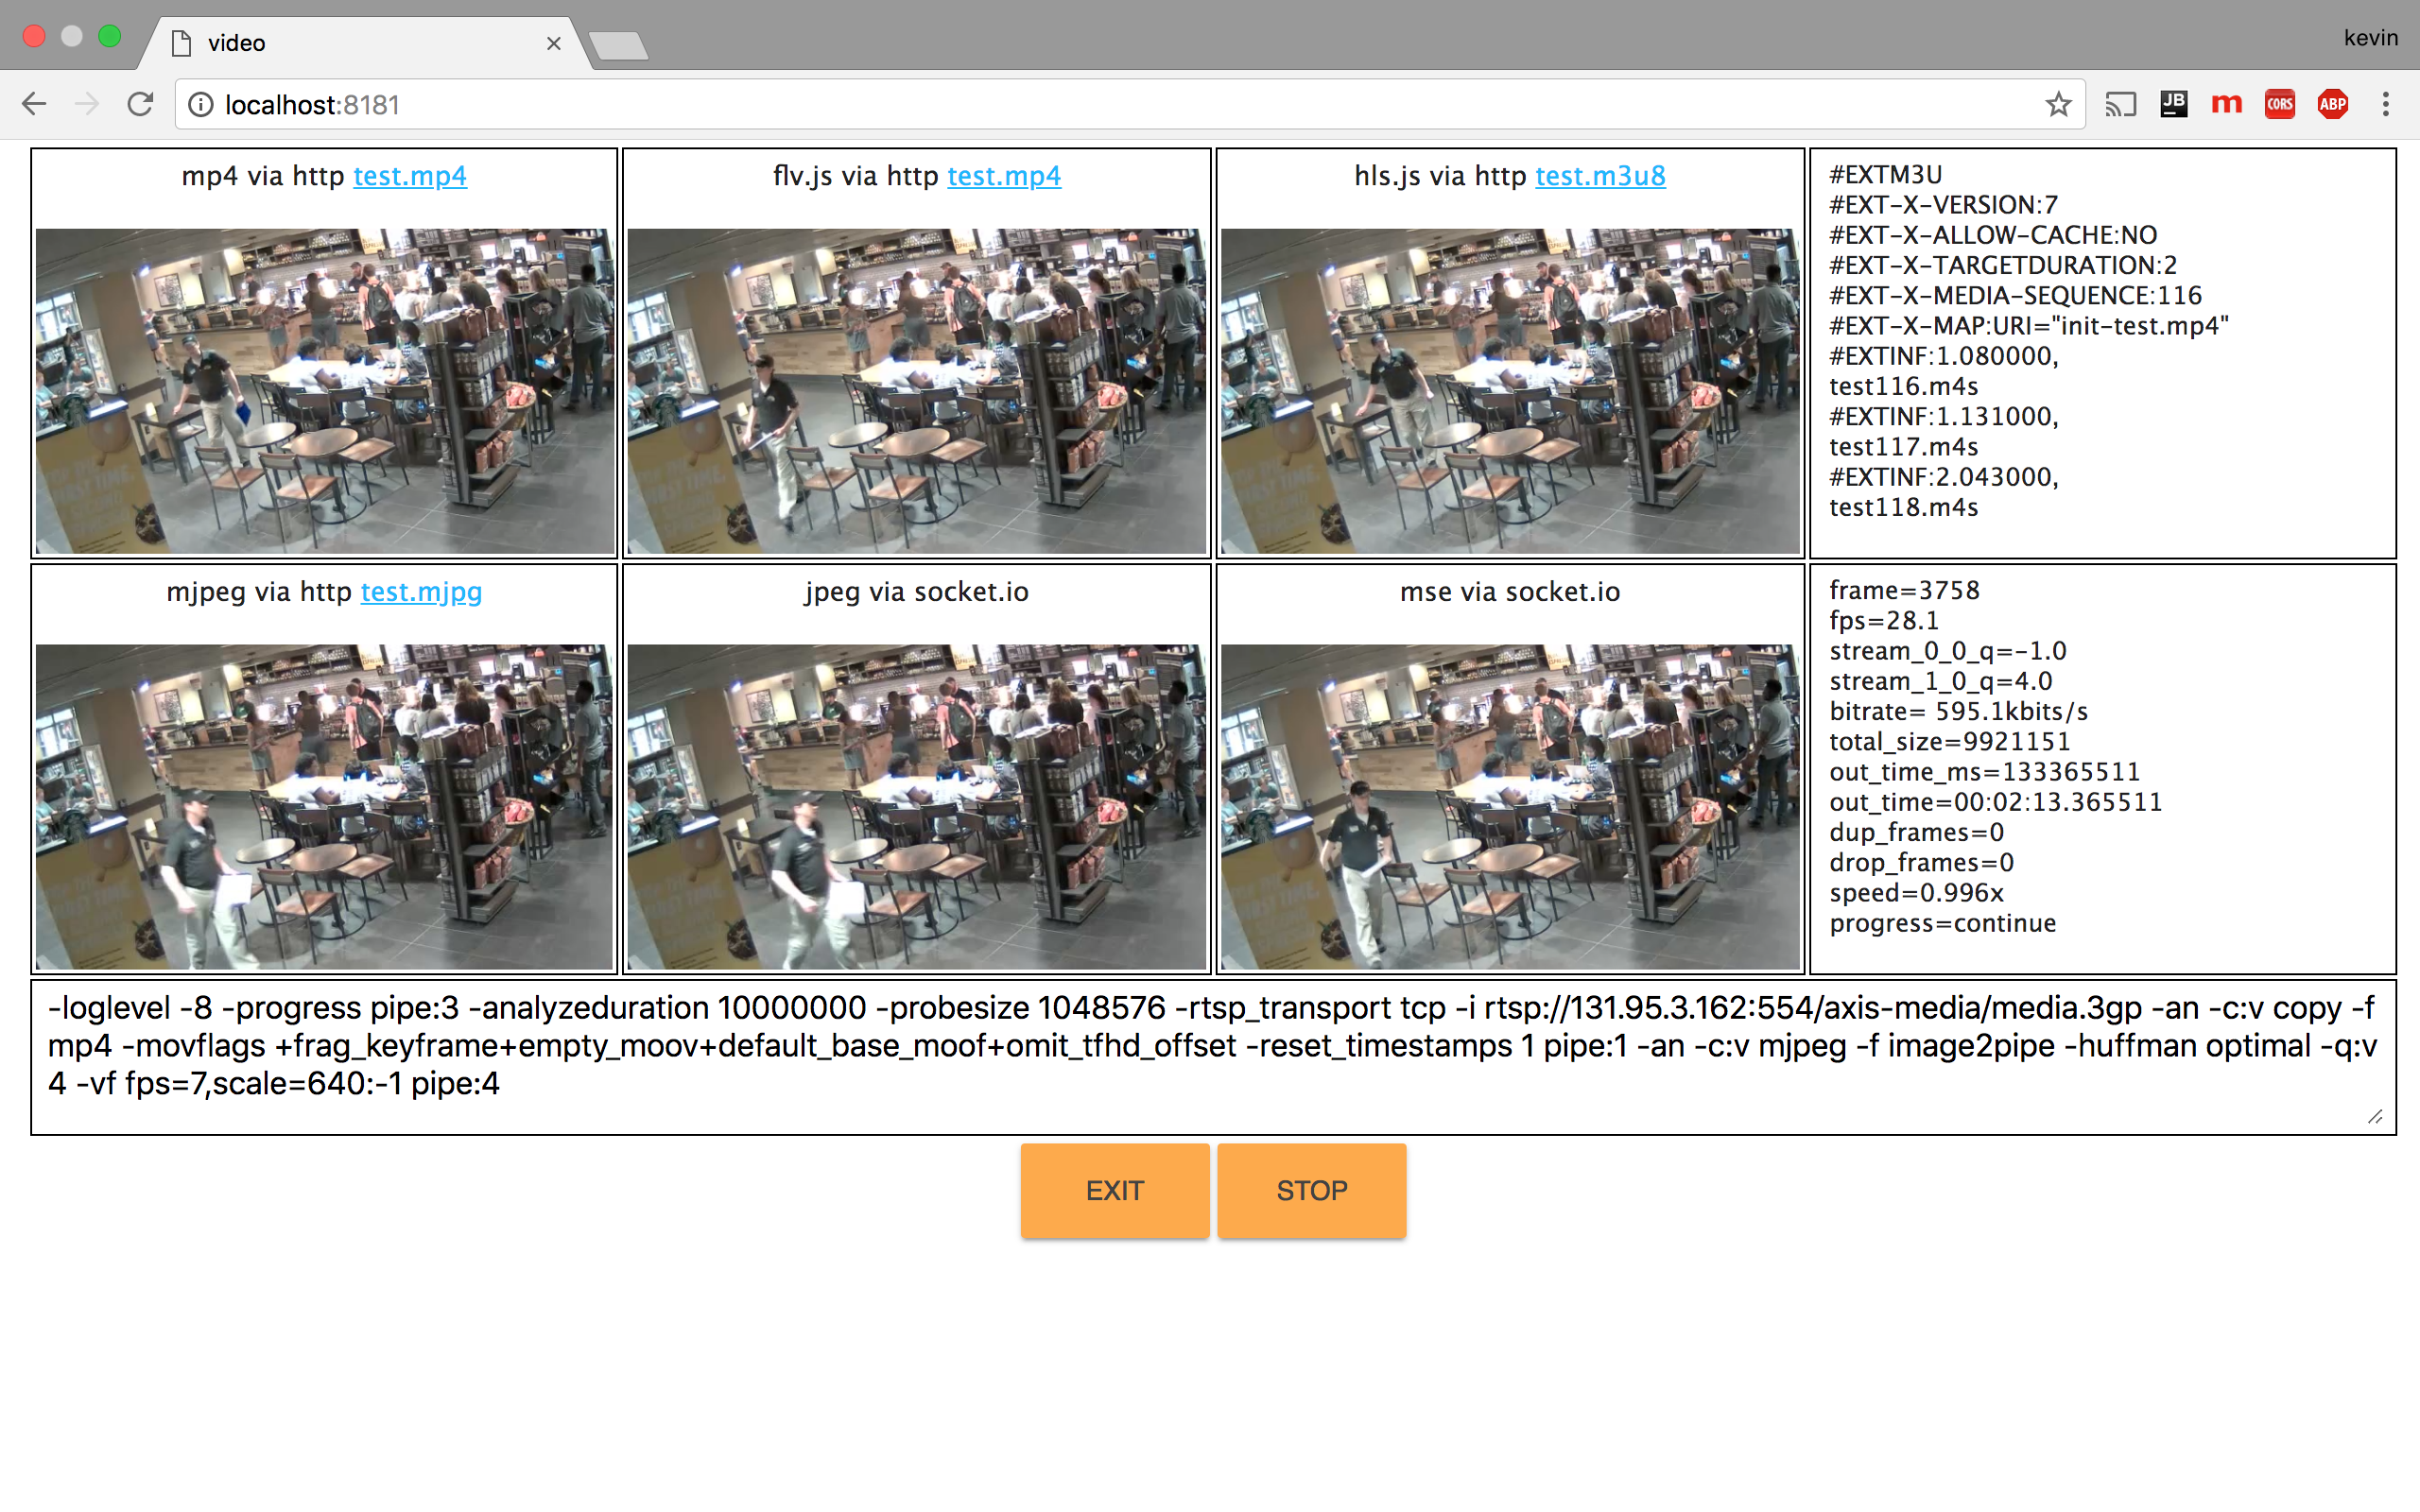 video
kevin
localhost:8181
JB
m
CORS
ABP
mp4 via http test.mp4
flv.js via http test.mp4
hls.js via http test.m3u8
#EXTM3U
#EXT-X-VERSION:7
#EXT-X-ALLOW-CACHE:NO
#EXT-X-TARGETDURATION:2
#EXT-X-MEDIA-SEQUENCE:116
#EXT-X-MAP:URI="init-test.mp4"
#EXTINF:1.080000,
test116.m4s
#EXTINF:1.131000,
test117.m4s
#EXTINF:2.043000,
test118.m4s
mjpeg via http test.mjpg
jpeg via socket.io
mse via socket.io
frame=3758
fps=28.1
stream_0_0_q=-1.0
stream_1_0_q=4.0
bitrate= 595.1kbits/s
total_size=9921151
out_time_ms=133365511
out_time=00:02:13.365511
dup_frames=0
drop_frames=0
speed=0.996x
progress=continue
-loglevel -8 -progress pipe:3 -analyzeduration 10000000 -probesize 1048576 -rtsp_transport tcp -i rtsp://131.95.3.162:554/axis-media/media.3gp -an -c:v copy -f
mp4 -movflags +frag_keyframe+empty_moov+default_base_moof+omit_tfhd_offset -reset_timestamps 1 pipe:1 -an -c:v mjpeg -f image2pipe -huffman optimal -q:v
4 -vf fps=7,scale=640:-1 pipe:4
EXIT
STOP